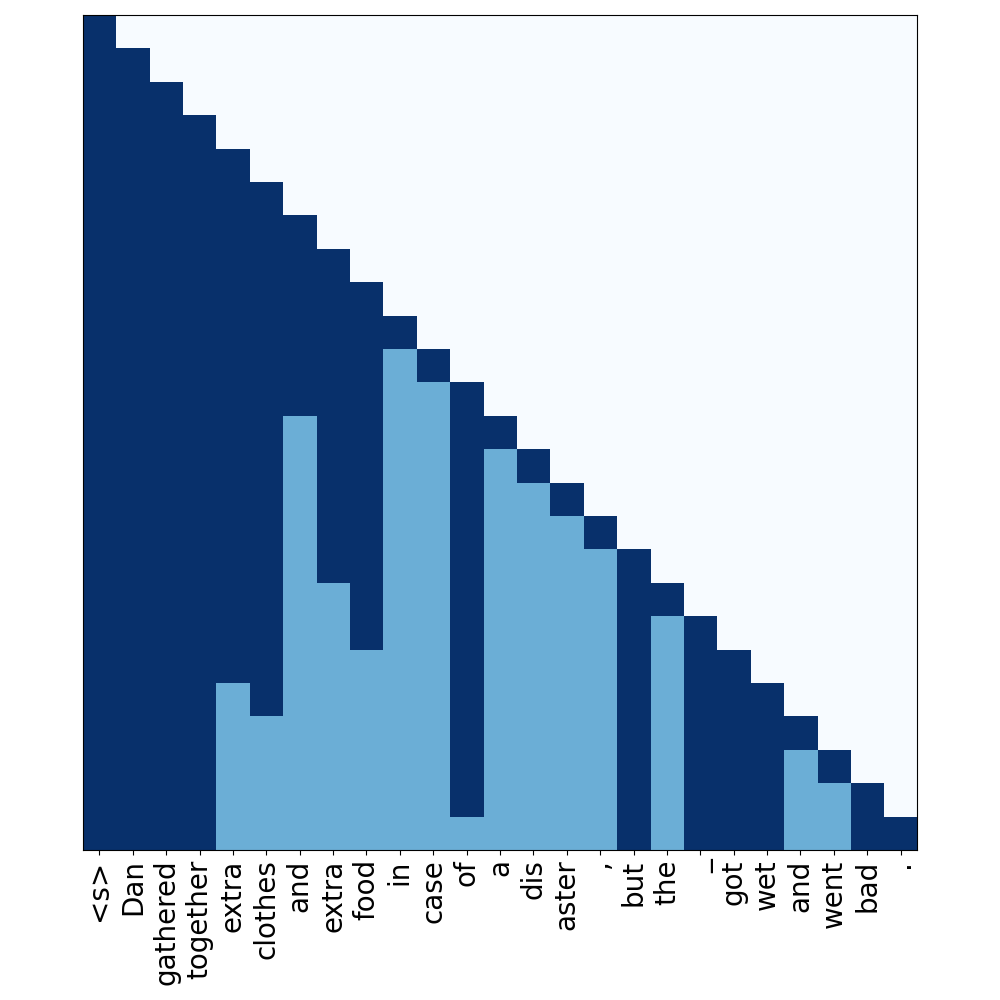 <s>
Dan
gathered
together
extra
clothes
and
extra
food
in
case
of
a
dis
aster
,
but
the
_
got
wet
and
went
bad
.